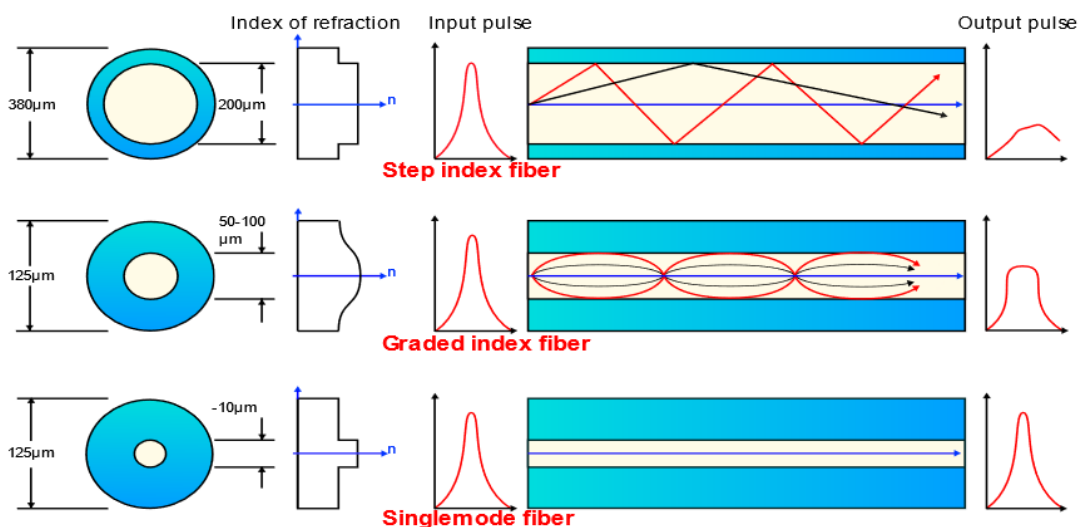 Index of refraction Input pulse Output pulse
380µm 200µm n
Step index fiber
50-100
µm
125µm n
Graded index fiber
-10µm
125µm n
Singlemode fiber